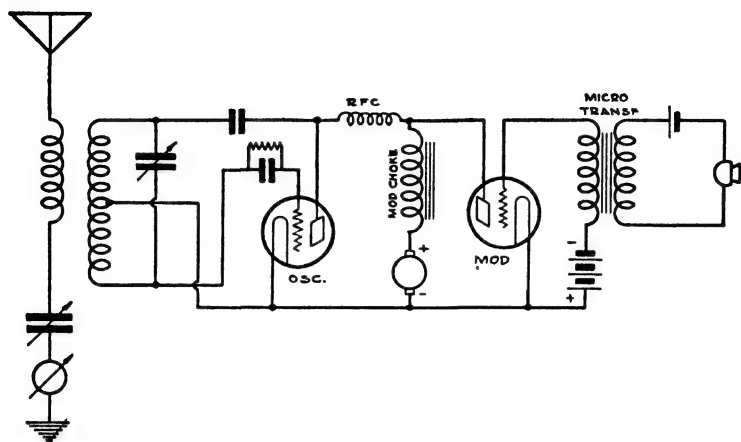 RFC
MICRO
TRANSF
MOD CHOKE
+
-
OSC.
MOD
-
+